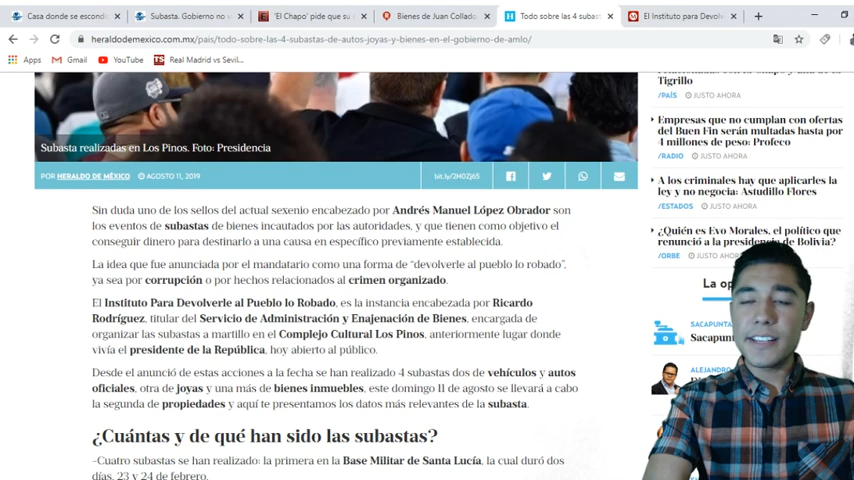 Casa donde se escondi
Subasta. Gobierno no v
'El Chapo' pide que su
Bienes de Juan Collado
Todo sobre las 4 subast
El Instituto para Devolv
heraldodemexico.com.mx/pais/todo-sobre-las-4-subastas-de-autos-joyas-y-bienes-en-el-gobierno-de-amlo/
Apps
Gmail
YouTube
Real Madrid vs Sevil...
Subasta realizadas en Los Pinos. Foto: Presidencia
POR HERALDO DE MÉXICO AGOSTO 11, 2019
bit.ly/2HOZj65
Sin duda uno de los sellos del actual sexenio encabezado por Andrés Manuel López Obrador son
los eventos de subastas de bienes incautados por las autoridades, y que tienen como objetivo el
conseguir dinero para destinarlo a una causa en específico previamente establecida.
La idea que fue anunciada por el mandatario como una forma de "devolverle al pueblo lo robado",
ya sea por corrupción o por hechos relacionados al crimen organizado.
El Instituto Para Devolverle al Pueblo lo Robado, es la instancia encabezada por Ricardo
Rodríguez, titular del Servicio de Administración y Enajenación de Bienes, encargada de
organizar las subastas a martillo en el Complejo Cultural Los Pinos, anteriormente lugar donde
vivía el presidente de la República, hoy abierto al público.
Desde el anunció de estas acciones a la fecha se han realizado 4 subastas dos de vehículos y autos
oficiales, otra de joyas y una más de bienes inmuebles, este domingo 11 de agosto se llevará a cabo
la segunda de propiedades y aquí te presentamos los datos más relevantes de la subasta.
¿Cuántas y de qué han sido las subastas?
-Cuatro subastas se han realizado: la primera en la Base Militar de Santa Lucía, la cual duró dos
días, 23 y 24 de febrero.
Tigrillo
/PAÍS JUSTO AHORA
Empresas que no cumplan con ofertas
del Buen Fin serán multadas hasta por
4 millones de peso: Profeco
/RADIO JUSTO AHORA
A los criminales hay que aplicarles la
ley y no negocia: Astudillo Flores
/ESTADOS JUSTO AHORA
¿Quién es Evo Morales, el político que
renunció a la presidencia de Bolivia?
/ORBE JUSTO AHORA
La op
SACAPUNTA
Sacapun
ALEJANDRO